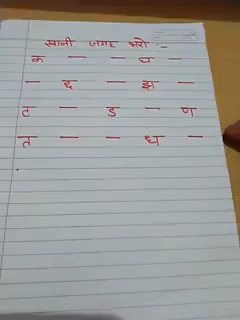 खाली जगह भरो :-
क — — घ —
— छ — झ —
ट — ड — ण
त — — ध —